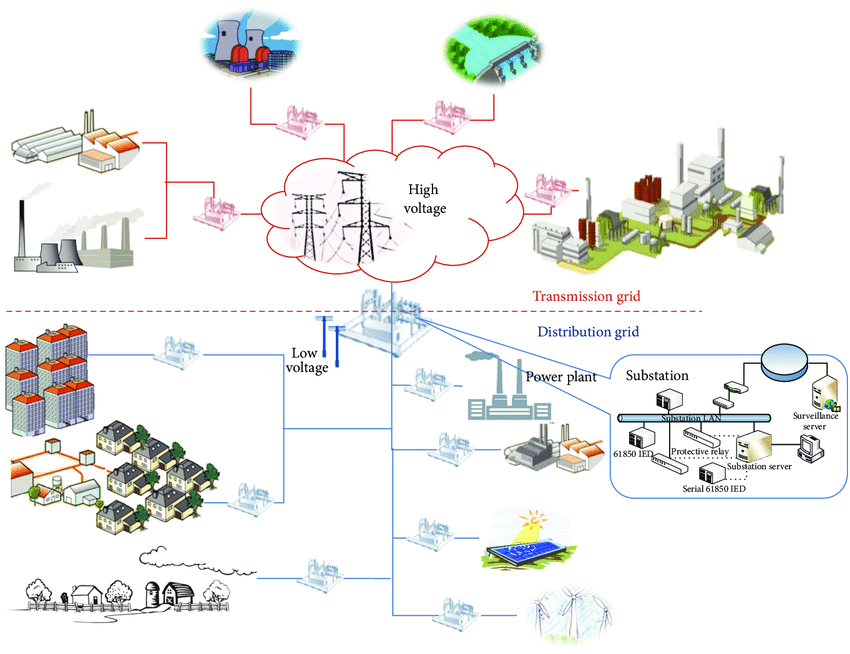 High
voltage
Transmission grid
Distribution grid
Low
voltage
Power plant
Substation
Substation LAN
Surveillance
server
61850 IED
Protective relay
Substation server
Serial 61850 IED